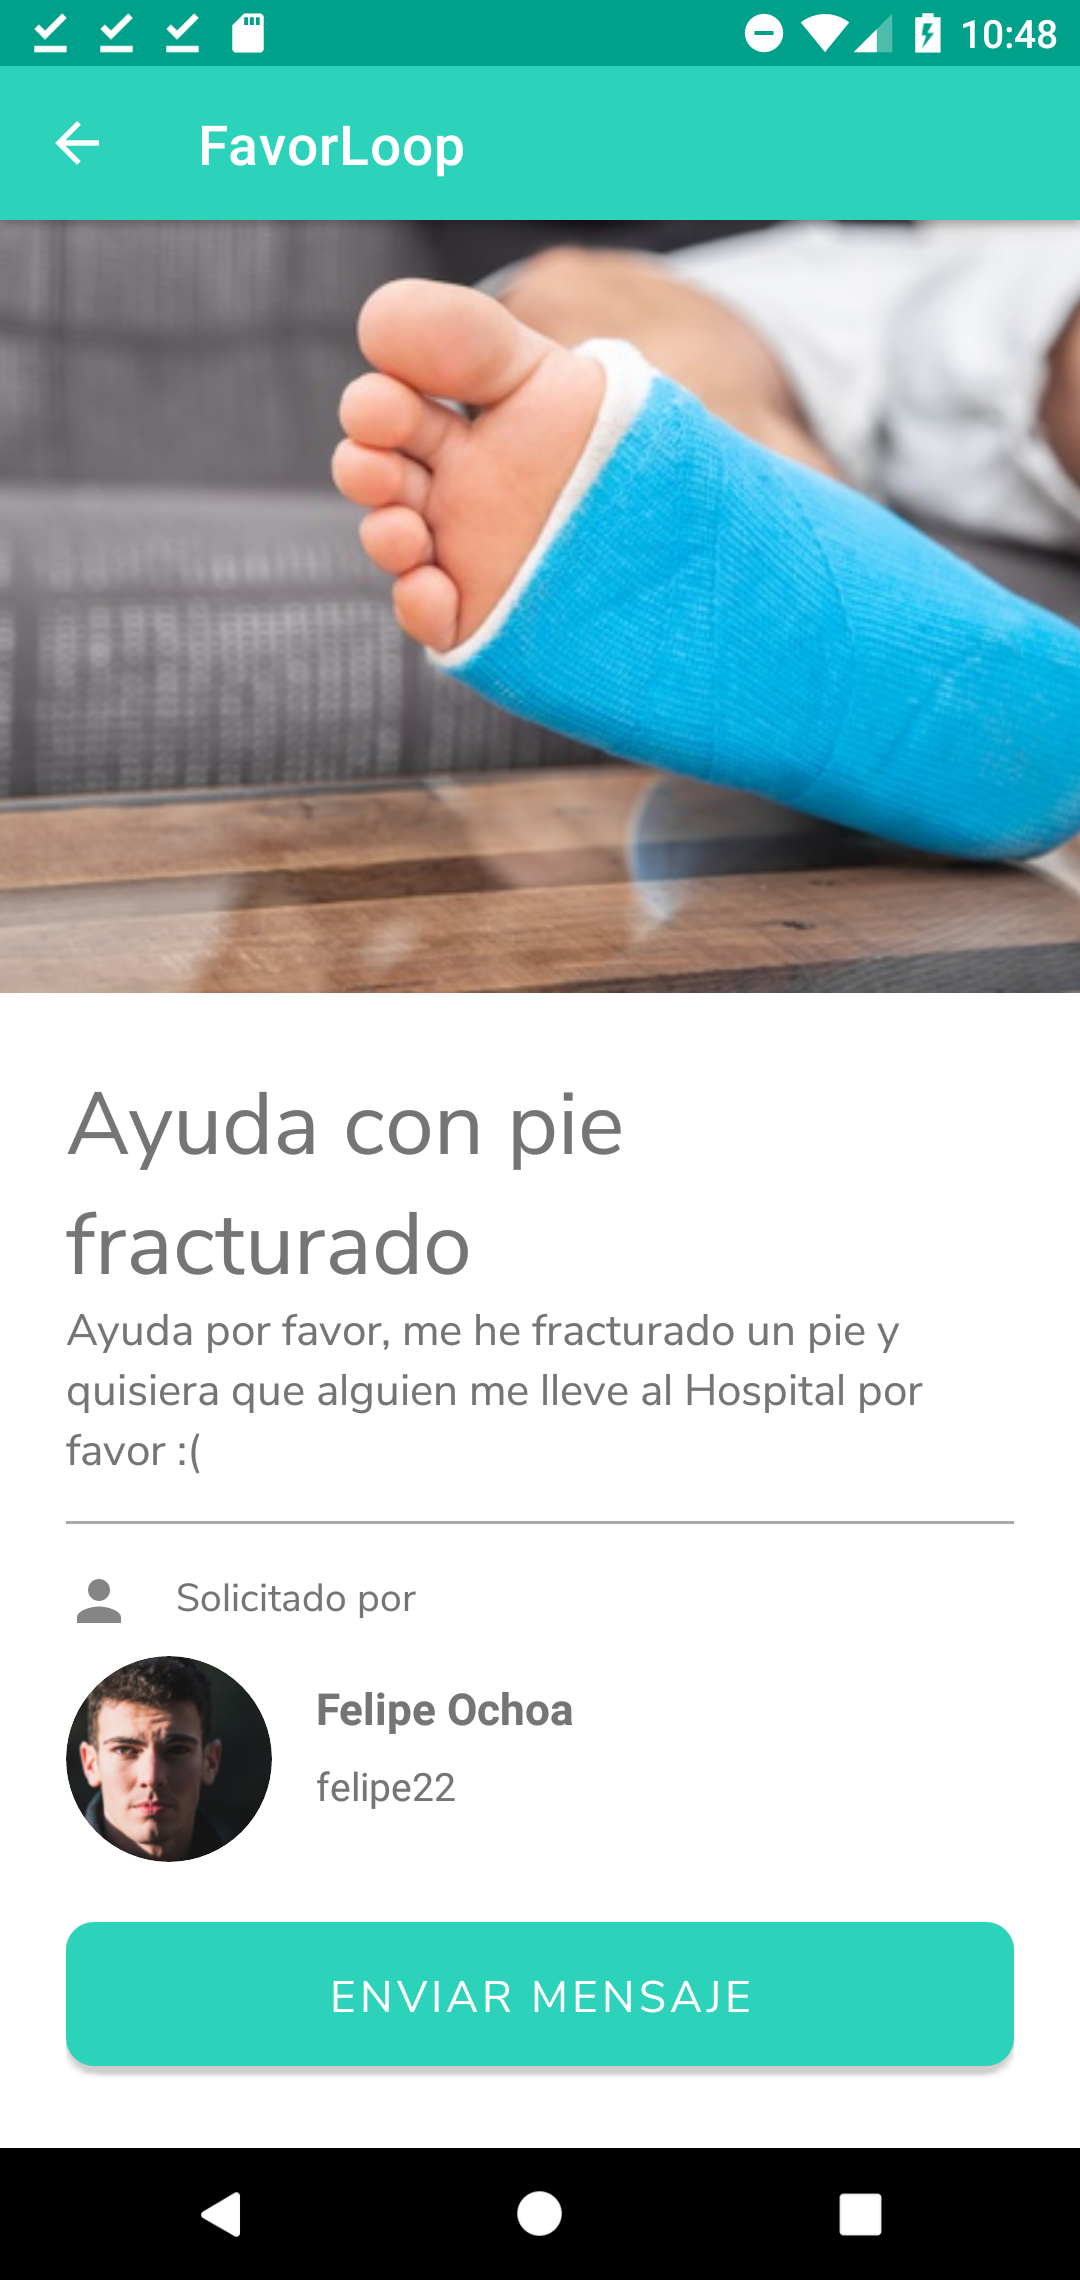 10:48
FavorLoop
Ayuda con pie
fracturado
Ayuda por favor, me he fracturado un pie y
quisiera que alguien me lleve al Hospital por
favor :(
Solicitado por
Felipe Ochoa
felipe22
ENVIAR MENSAJE